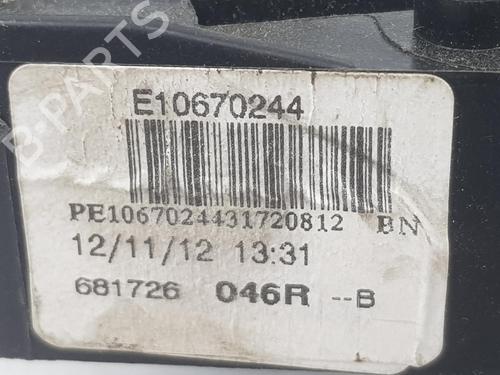 B-PARTS
E10670244
PE1067024431720812 BN
12/11/12 13:31
681726 046R --B